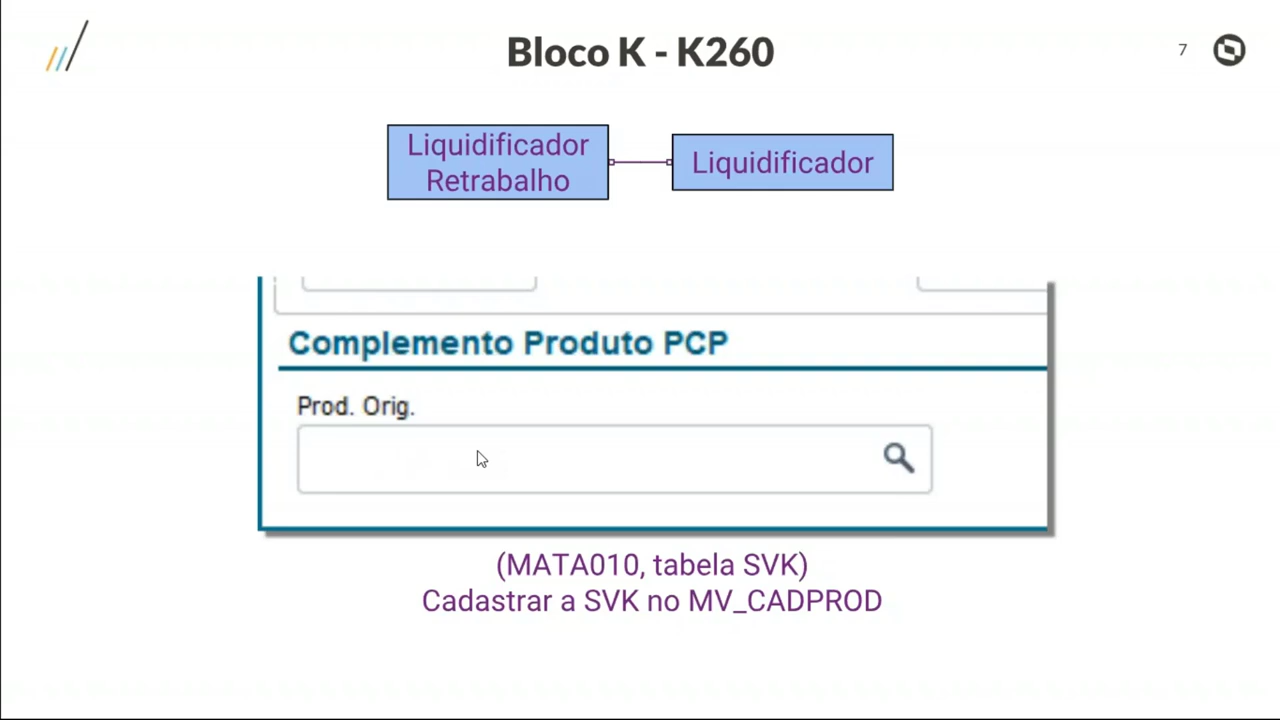 Bloco K - K260
7
Liquidificador
Retrabalho
Liquidificador
Complemento Produto PCP
Prod. Orig.
(MATA010, tabela SVK)
Cadastrar a SVK no MV_CADPROD